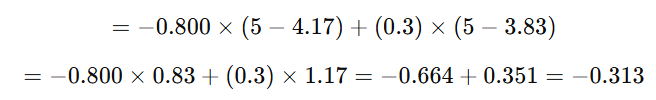 = −0.800 × (5 − 4.17) + (0.3) × (5 − 3.83)
= −0.800 × 0.83 + (0.3) × 1.17 = −0.664 + 0.351 = −0.313